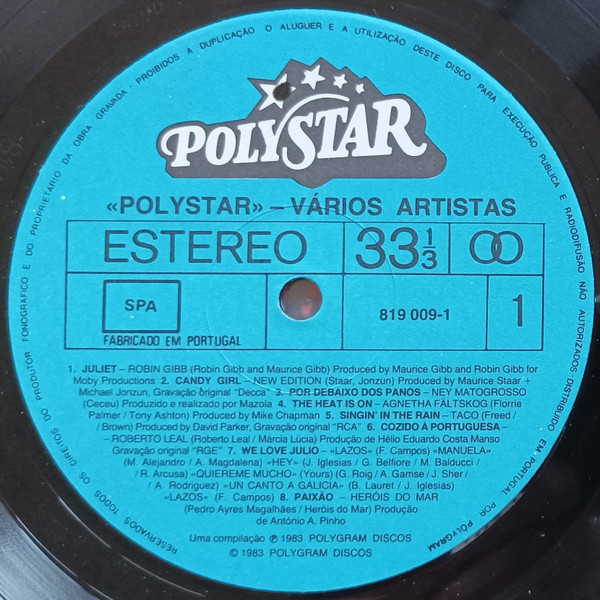 RESERVADOS TODOS OS DIREITOS DO PRODUTOR FONOGRÁFICO E DO PROPRIETÁRIO DA OBRA GRAVADA · PROIBIDOS A DUPLICAÇÃO O ALUGUER E A UTILIZAÇÃO DESTE DISCO PARA EXECUÇÃO PÚBLICA E RADIODIFUSÃO NÃO AUTORIZADOS · DISTRIBUIDO EM PORTUGAL POR POLYGRAM
POLYSTAR
«POLYSTAR» – VÁRIOS ARTISTAS
ESTEREO 33 1/3
SPA
819 009-1
1
FABRICADO EM PORTUGAL
1. JULIET – ROBIN GIBB (Robin Gibb and Maurice Gibb) Produced by Maurice Gibb and Robin Gibb for
Moby Productions 2. CANDY GIRL – NEW EDITION (Staar, Jonzun) Produced by Maurice Staar +
Michael Jonzun, Gravação original "Decca" 3. POR DEBAIXO DOS PANOS – NEY MATOGROSSO
(Ceceu) Produzido e realizado por Mazola 4. THE HEAT IS ON – AGNETHA FÄLTSKOG (Florrie
Palmer / Tony Ashton) Produced by Mike Chapman 5. SINGIN' IN THE RAIN – TACO (Freed /
/ Brown) Produced by David Parker, Gravação original "RCA" 6. COZIDO À PORTUGUESA –
– ROBERTO LEAL (Roberto Leal / Márcia Lúcia) Produção de Hélio Eduardo Costa Manso
Gravação original "RGE" 7. WE LOVE JULIO – «LAZOS» (F. Campos) «MANUELA»
(M. Alejandro / A. Magdalena) «HEY» (J. Iglesias / G. Belfiore / M. Balducci /
/ R. Arcusa) «QUIEREME MUCHO» (Yours) (G. Roig / A. Gamse / J. Sher /
/ A. Rodriguez) «UN CANTO A GALICIA» (B. Lauret / J. Iglesias)
«LAZOS» (F. Campos) 8. PAIXÃO – HERÓIS DO MAR
(Pedro Ayres Magalhães / Heróis do Mar) Produção
de António A. Pinho
Uma compilação ℗ 1983 POLYGRAM DISCOS
© 1983 POLYGRAM DISCOS